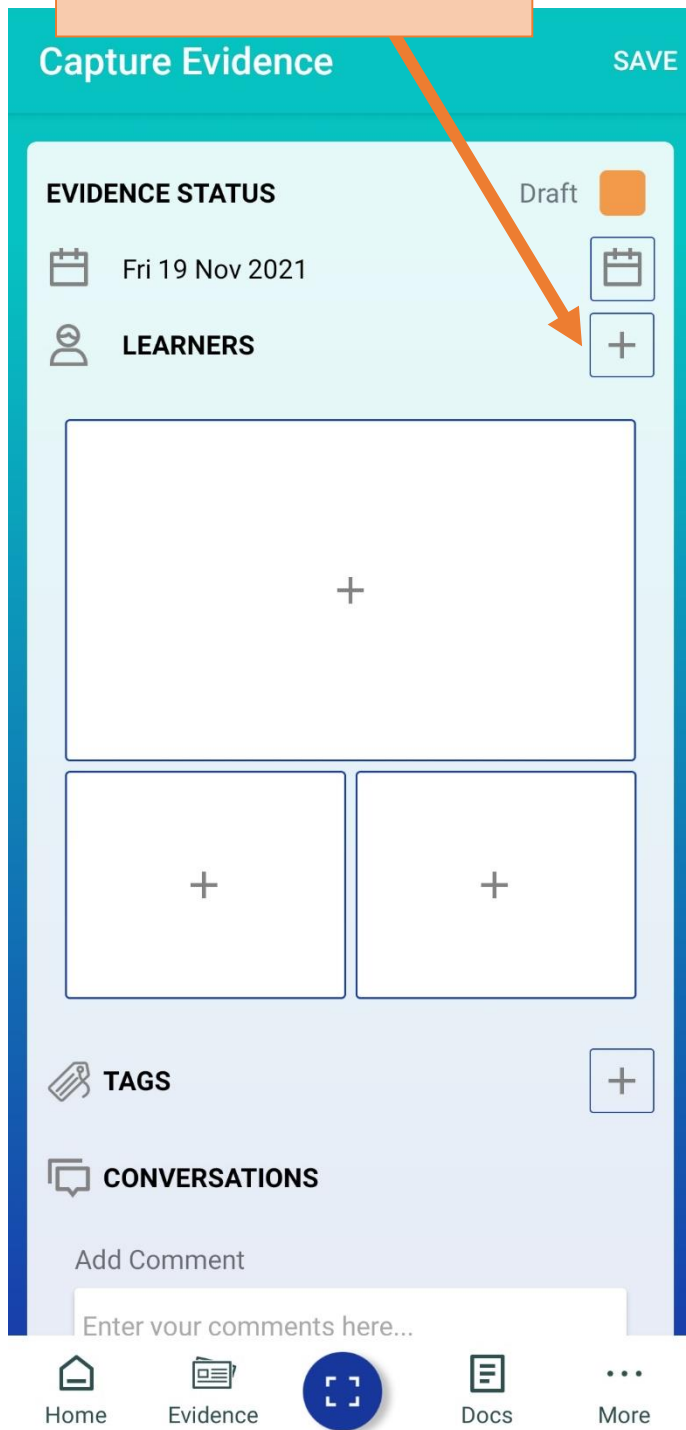 Capture Evidence SAVE
EVIDENCE STATUS Draft
Fri 19 Nov 2021
LEARNERS
TAGS
CONVERSATIONS
Add Comment
Enter your comments here...
Home Evidence Docs More